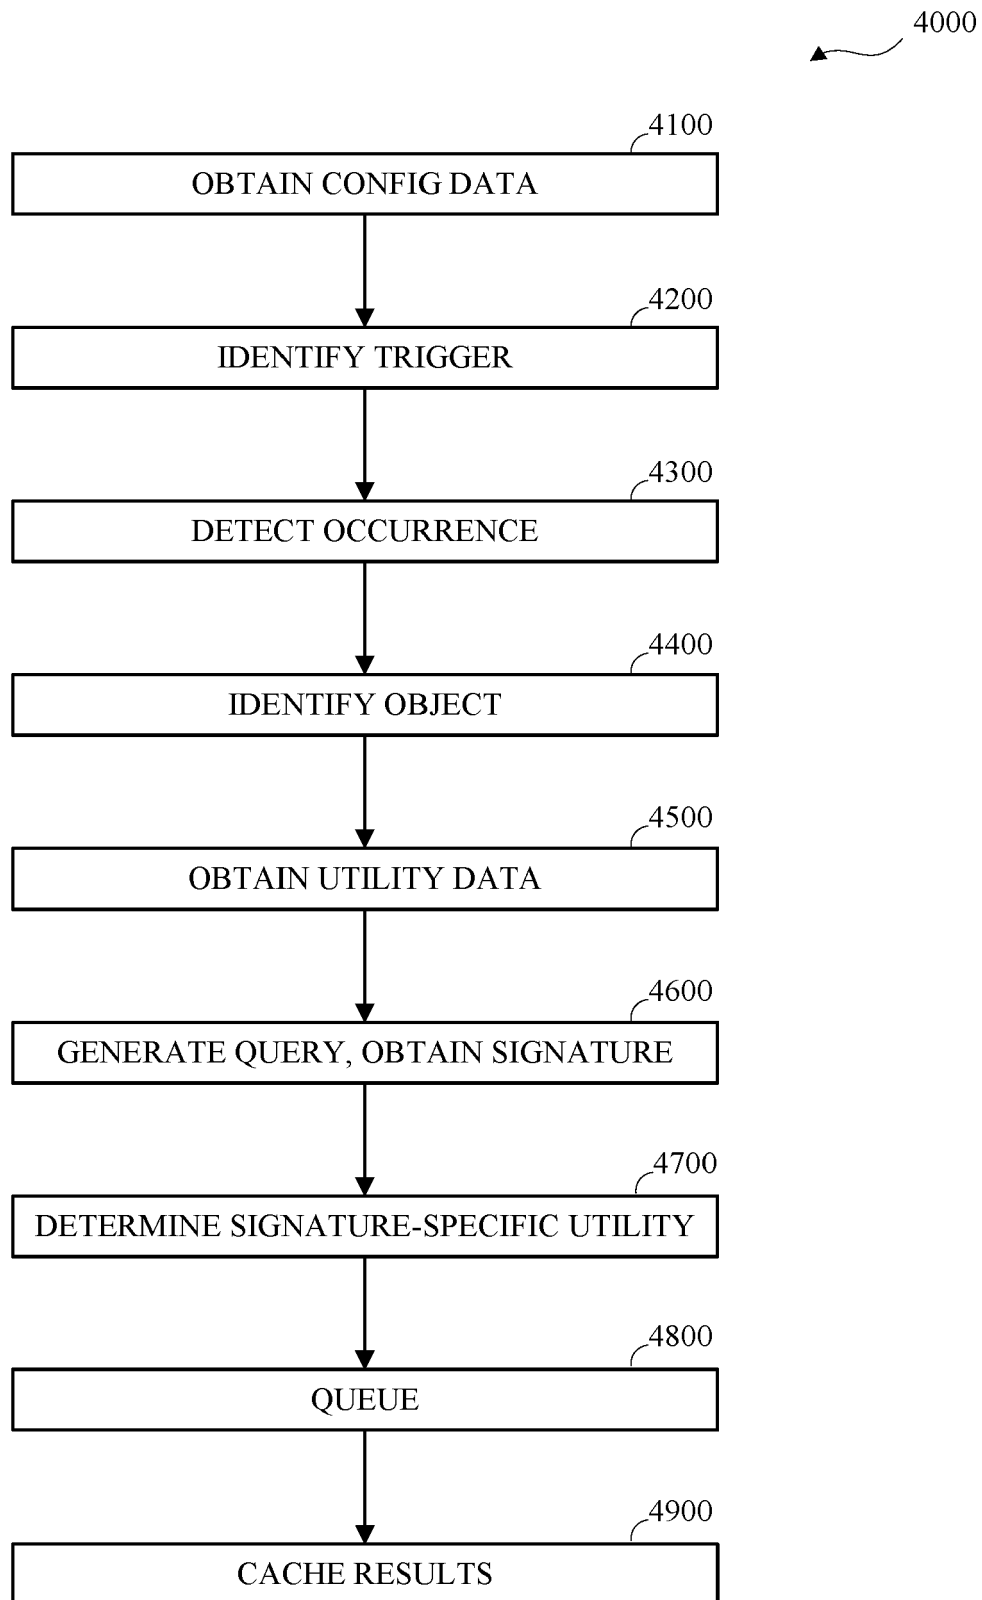 4000
4100
OBTAIN CONFIG DATA
4200
IDENTIFY TRIGGER
4300
DETECT OCCURRENCE
4400
IDENTIFY OBJECT
4500
OBTAIN UTILITY DATA
4600
GENERATE QUERY, OBTAIN SIGNATURE
4700
DETERMINE SIGNATURE-SPECIFIC UTILITY
4800
QUEUE
4900
CACHE RESULTS